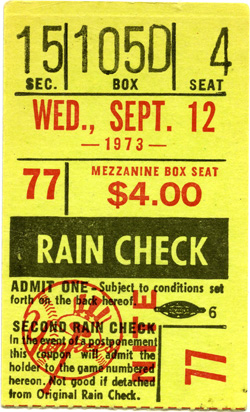 15 105D 4
SEC. BOX SEAT
WED., SEPT. 12
—1973—
77 MEZZANINE BOX SEAT
$4.00
RAIN CHECK
ADMIT ONE - Subject to conditions set
forth on the back hereof.
6
SECOND RAIN CHECK
In the event of a postponement
this coupon will admit the
holder to the game numbered
hereon. Not good if detached
from Original Rain Check.
77